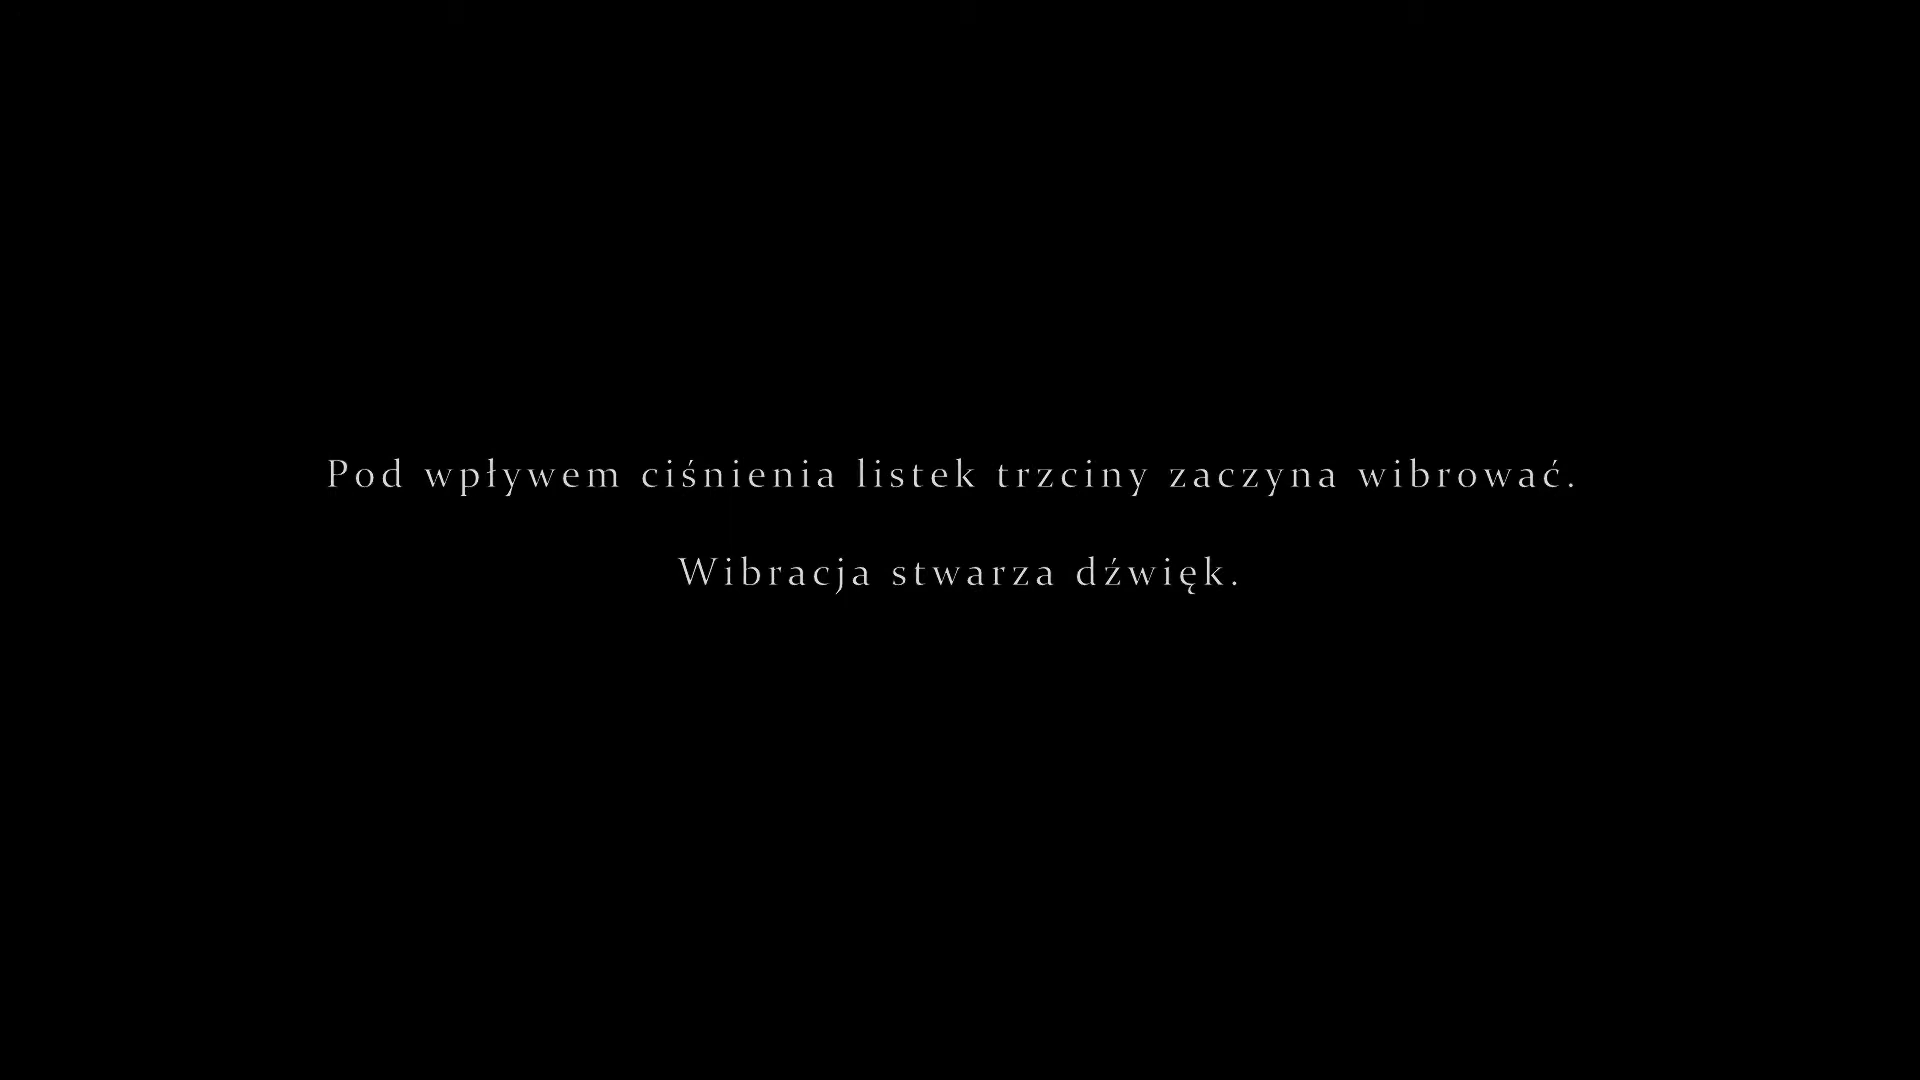 Pod wpływem ciśnienia listek trzciny zaczyna wibrować.
Wibracja stwarza dźwięk.